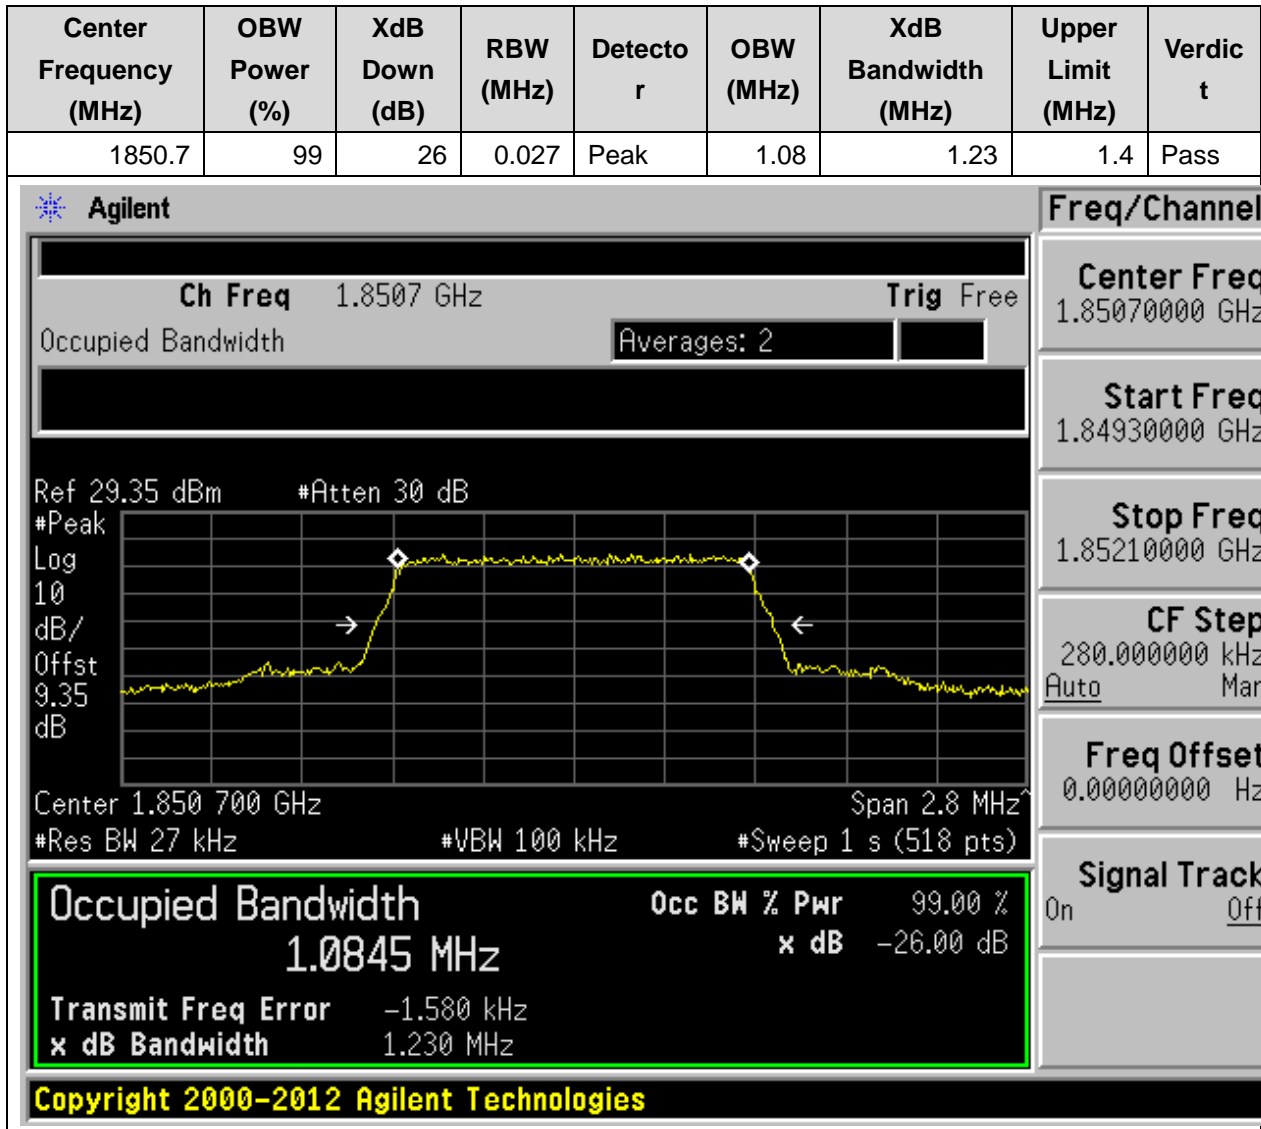 Center Frequency (MHz) OBW Power (%) XdB Down (dB) RBW (MHz) Detector OBW (MHz) XdB Bandwidth (MHz) Upper Limit (MHz) Verdict
1850.7 99 26 0.027 Peak 1.08 1.23 1.4 Pass
Agilent
Freq/Channel
Ch Freq 1.8507 GHz Trig Free
Occupied Bandwidth Averages: 2
Center Freq
1.85070000 GHz
Start Freq
1.84930000 GHz
Stop Freq
1.85210000 GHz
CF Step
280.000000 kHz
Auto Man
Freq Offset
0.00000000 Hz
Signal Track
On Off
Ref 29.35 dBm #Atten 30 dB
#Peak
Log
10
dB/
Offst
9.35
dB
Center 1.850 700 GHz Span 2.8 MHz^
#Res BW 27 kHz #VBW 100 kHz #Sweep 1 s (518 pts)
Occupied Bandwidth
1.0845 MHz
Occ BW % Pwr 99.00 %
x dB -26.00 dB
Transmit Freq Error -1.580 kHz
x dB Bandwidth 1.230 MHz
Copyright 2000-2012 Agilent Technologies